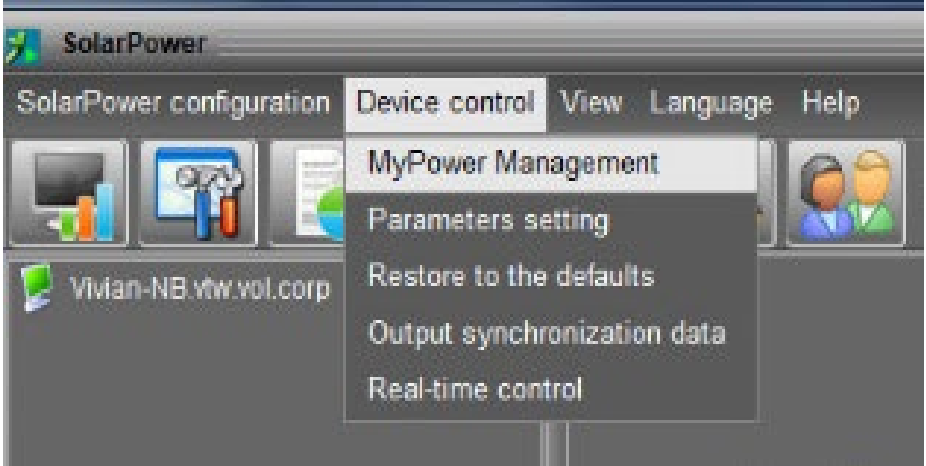 SolarPower
SolarPower configuration Device control View Language Help
MyPower Management
Parameters setting
Restore to the defaults
Vivian-NB.vtw.vol.corp
Output synchronization data
Real-time control